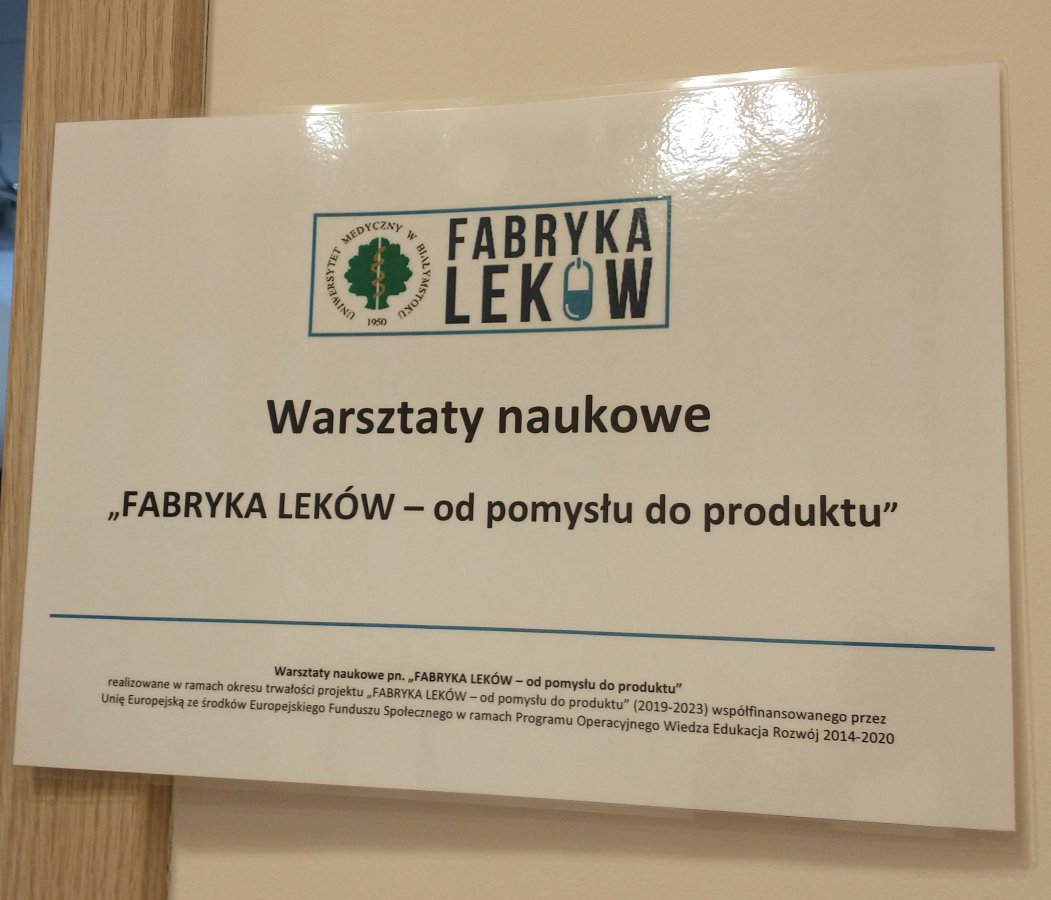 UNIWERSYTET MEDYCZNY W BIAŁYMSTOKU
1950
FABRYKA
LEKÓW
Warsztaty naukowe
„FABRYKA LEKÓW – od pomysłu do produktu”
Warsztaty naukowe pn. „FABRYKA LEKÓW – od pomysłu do produktu”
realizowane w ramach okresu trwałości projektu „FABRYKA LEKÓW – od pomysłu do produktu” (2019-2023) współfinansowanego przez
Unię Europejską ze środków Europejskiego Funduszu Społecznego w ramach Programu Operacyjnego Wiedza Edukacja Rozwój 2014-2020